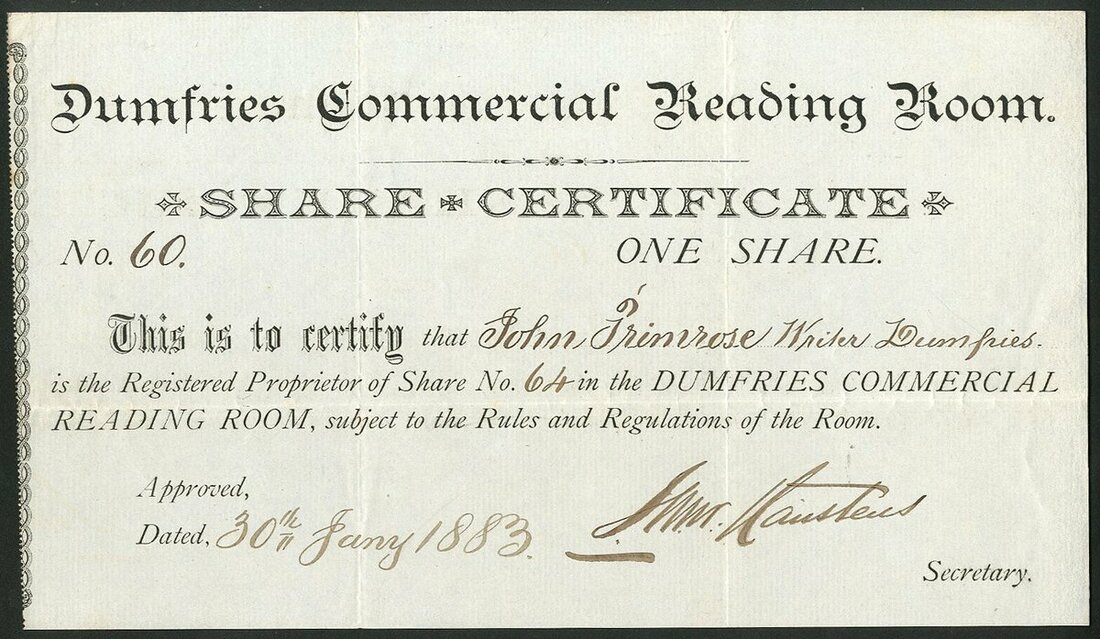 Dumfries Commercial Reading Room.
SHARE CERTIFICATE
No. 60. ONE SHARE.
This is to certify that John Primrose Writer Dumfries.
is the Registered Proprietor of Share No. 64 in the DUMFRIES COMMERCIAL
READING ROOM, subject to the Rules and Regulations of the Room.
Approved,
Dated, 30th Jany 1883.
Secretary.